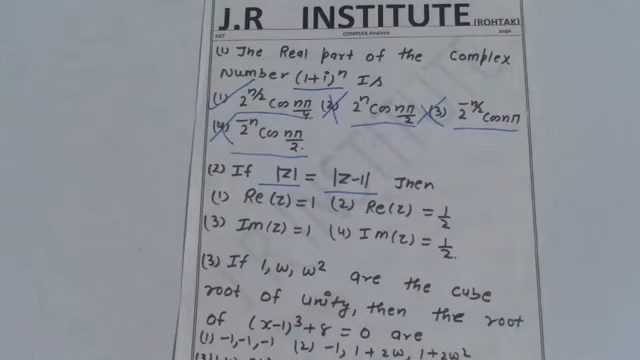 J.R INSTITUTE (ROHTAK)
NET COMPLEX Analysis
(1) The Real part of the Complex
Number (1+i)^n Is
(1) 2^{n/2} Cos nπ/4 (2) 2^n Cos nπ/2 (3) 2^{-n/2} Cos nπ
(4) 2^{-n} Cos nπ/2.
(2) If |z| = |z-1| Then
(1) Re(z)=1 (2) Re(z) = 1/2
(3) Im(z)=1 (4) Im(z) = 1/2.
(3) If 1, ω, ω² are the cube
root of unity, then the root
of (x-1)³+8=0 are
(1) -1,-1,-1 (2) -1, 1+2ω, 1+2ω²